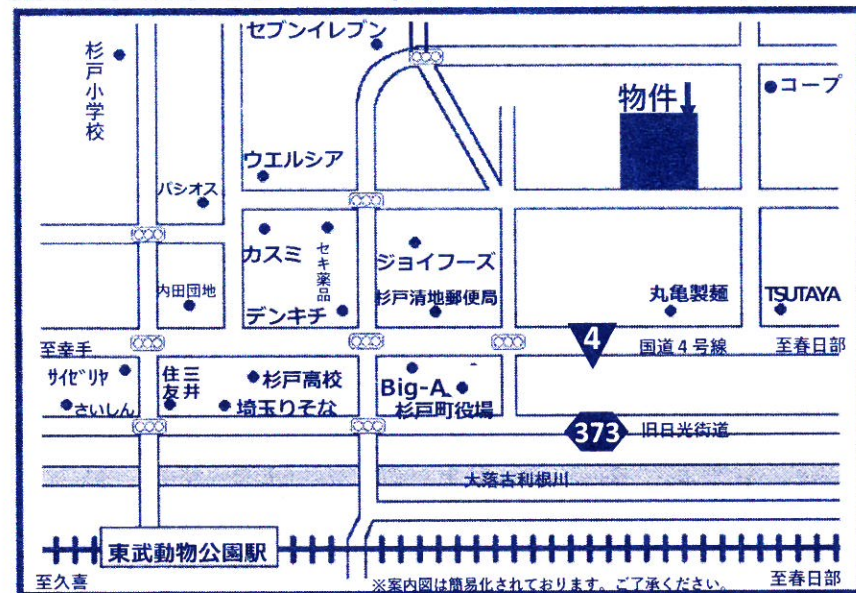 セブンイレブン
杉戸小学校
コープ
物件
ウエルシア
パシオス
カスミ
セキ薬品
ジョイフーズ
内田団地
デンキチ
杉戸清地郵便局
丸亀製麺
TSUTAYA
至幸手
4
国道4号線
至春日部
サイゼリヤ
三井
住友
杉戸高校
Big-A
さいしん
埼玉りそな
杉戸町役場
373
旧日光街道
大落古利根川
東武動物公園駅
至久喜
※案内図は簡易化されております。ご了承ください。
至春日部